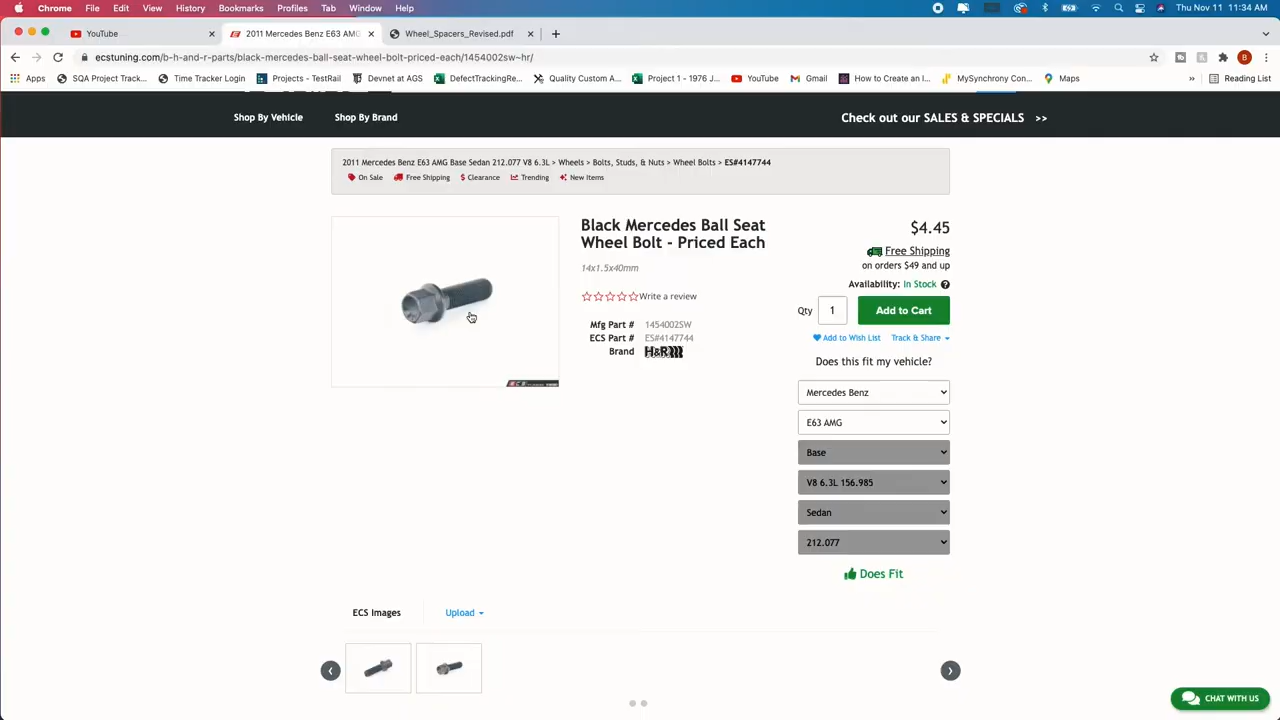 Chrome File Edit View History Bookmarks Profiles Tab Window Help Thu Nov 11 11:34 AM
YouTube 2011 Mercedes Benz E63 AMG Wheel_Spacers_Revised.pdf
ecstuning.com/b-h-and-r-parts/black-mercedes-ball-seat-wheel-bolt-priced-each/1454002sw~hr/ B
Apps SQA Project Track... Time Tracker Login Projects - TestRail Devnet at AGS DefectTrackingRe... Quality Custom A... Project 1 - 1976 J... YouTube Gmail How to Create an I... MySynchrony Con... Maps » Reading List
Shop By Vehicle Shop By Brand Check out our SALES & SPECIALS >>
2011 Mercedes Benz E63 AMG Base Sedan 212.077 V8 6.3L > Wheels > Bolts, Studs, & Nuts > Wheel Bolts > ES#4147744
On Sale Free Shipping Clearance Trending New Items
Black Mercedes Ball Seat
Wheel Bolt - Priced Each
14x1.5x40mm
Write a review
Mfg Part # 1454002SW
ECS Part # ES#4147744
Brand H&R
$4.45
Free Shipping
on orders $49 and up
Availability: In Stock
Qty 1 Add to Cart
Add to Wish List Track & Share
Does this fit my vehicle?
Mercedes Benz
E63 AMG
Base
V8 6.3L 156.985
Sedan
212.077
Does Fit
ECS Images Upload
CHAT WITH US